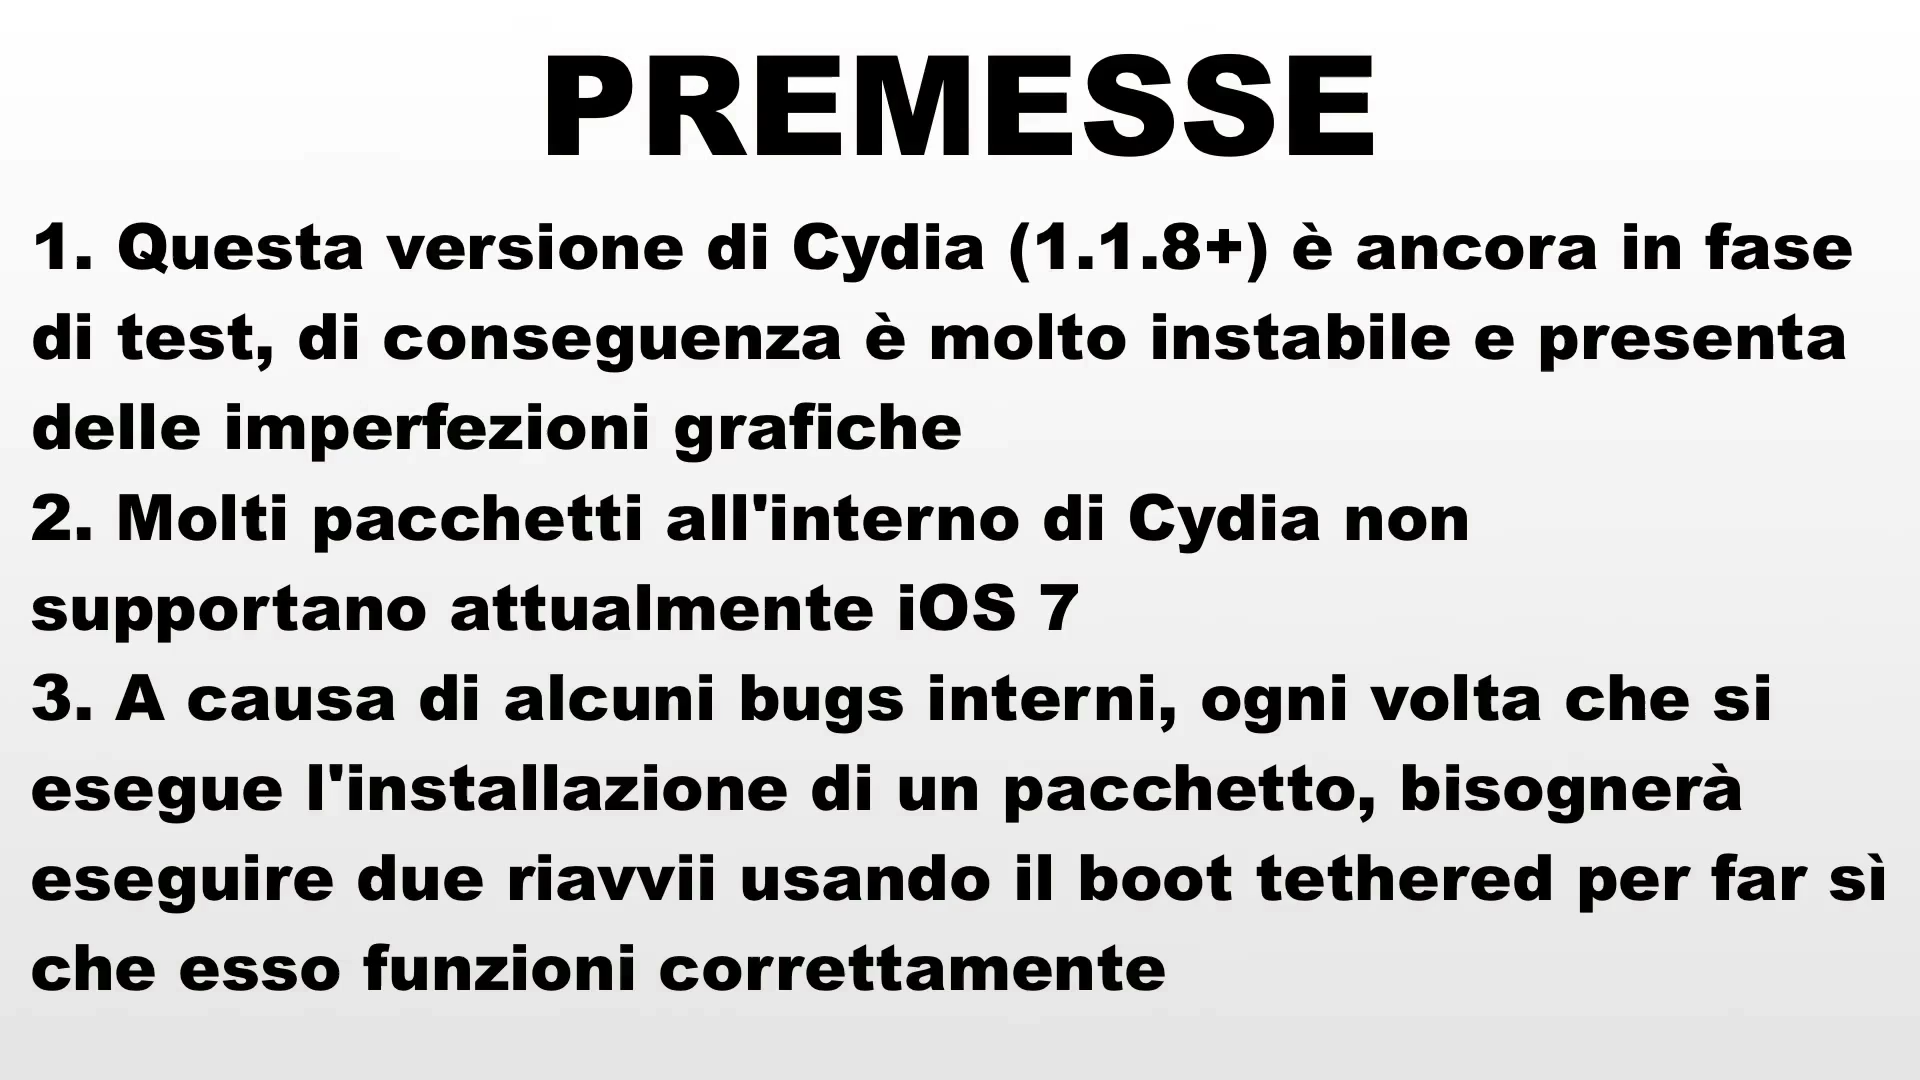 PREMESSE
1. Questa versione di Cydia (1.1.8+) è ancora in fase
di test, di conseguenza è molto instabile e presenta
delle imperfezioni grafiche
2. Molti pacchetti all'interno di Cydia non
supportano attualmente iOS 7
3. A causa di alcuni bugs interni, ogni volta che si
esegue l'installazione di un pacchetto, bisognerà
eseguire due riavvii usando il boot tethered per far sì
che esso funzioni correttamente